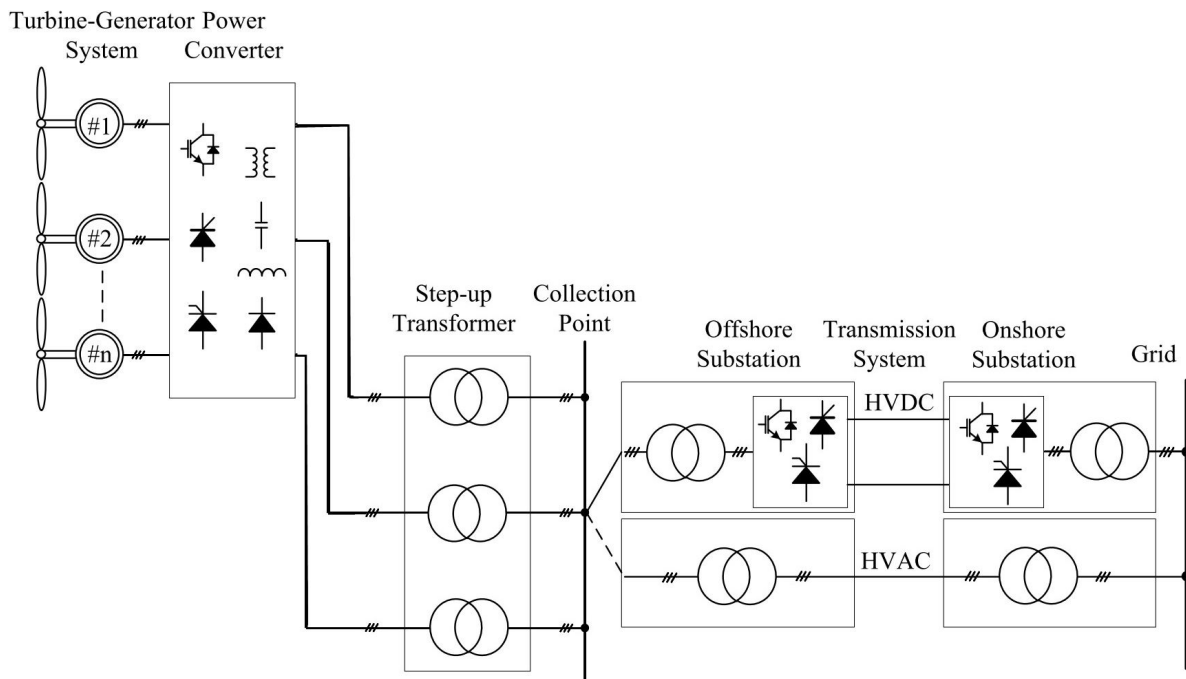 Turbine-Generator Power
System Converter
#1
#2
#n
Step-up
Transformer
Collection
Point
Offshore
Substation
Transmission
System
Onshore
Substation
Grid
HVDC
HVAC